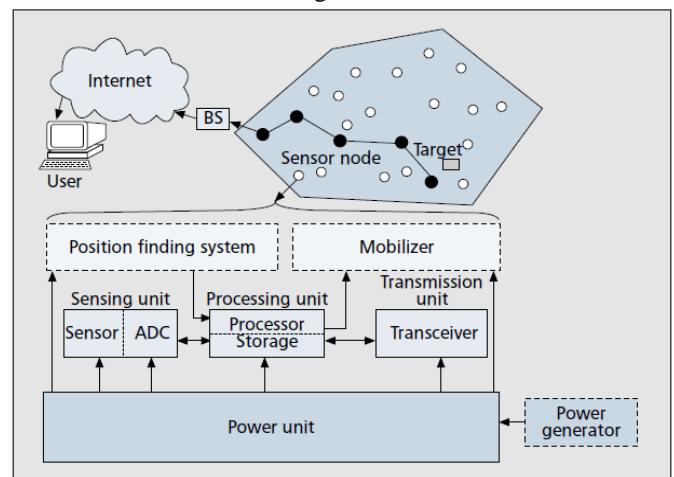 Internet
BS
User
Sensor node
Target
Position finding system
Mobilizer
Sensing unit
Processing unit
Transmission
unit
Sensor
ADC
Processor
Storage
Transceiver
Power unit
Power
generator